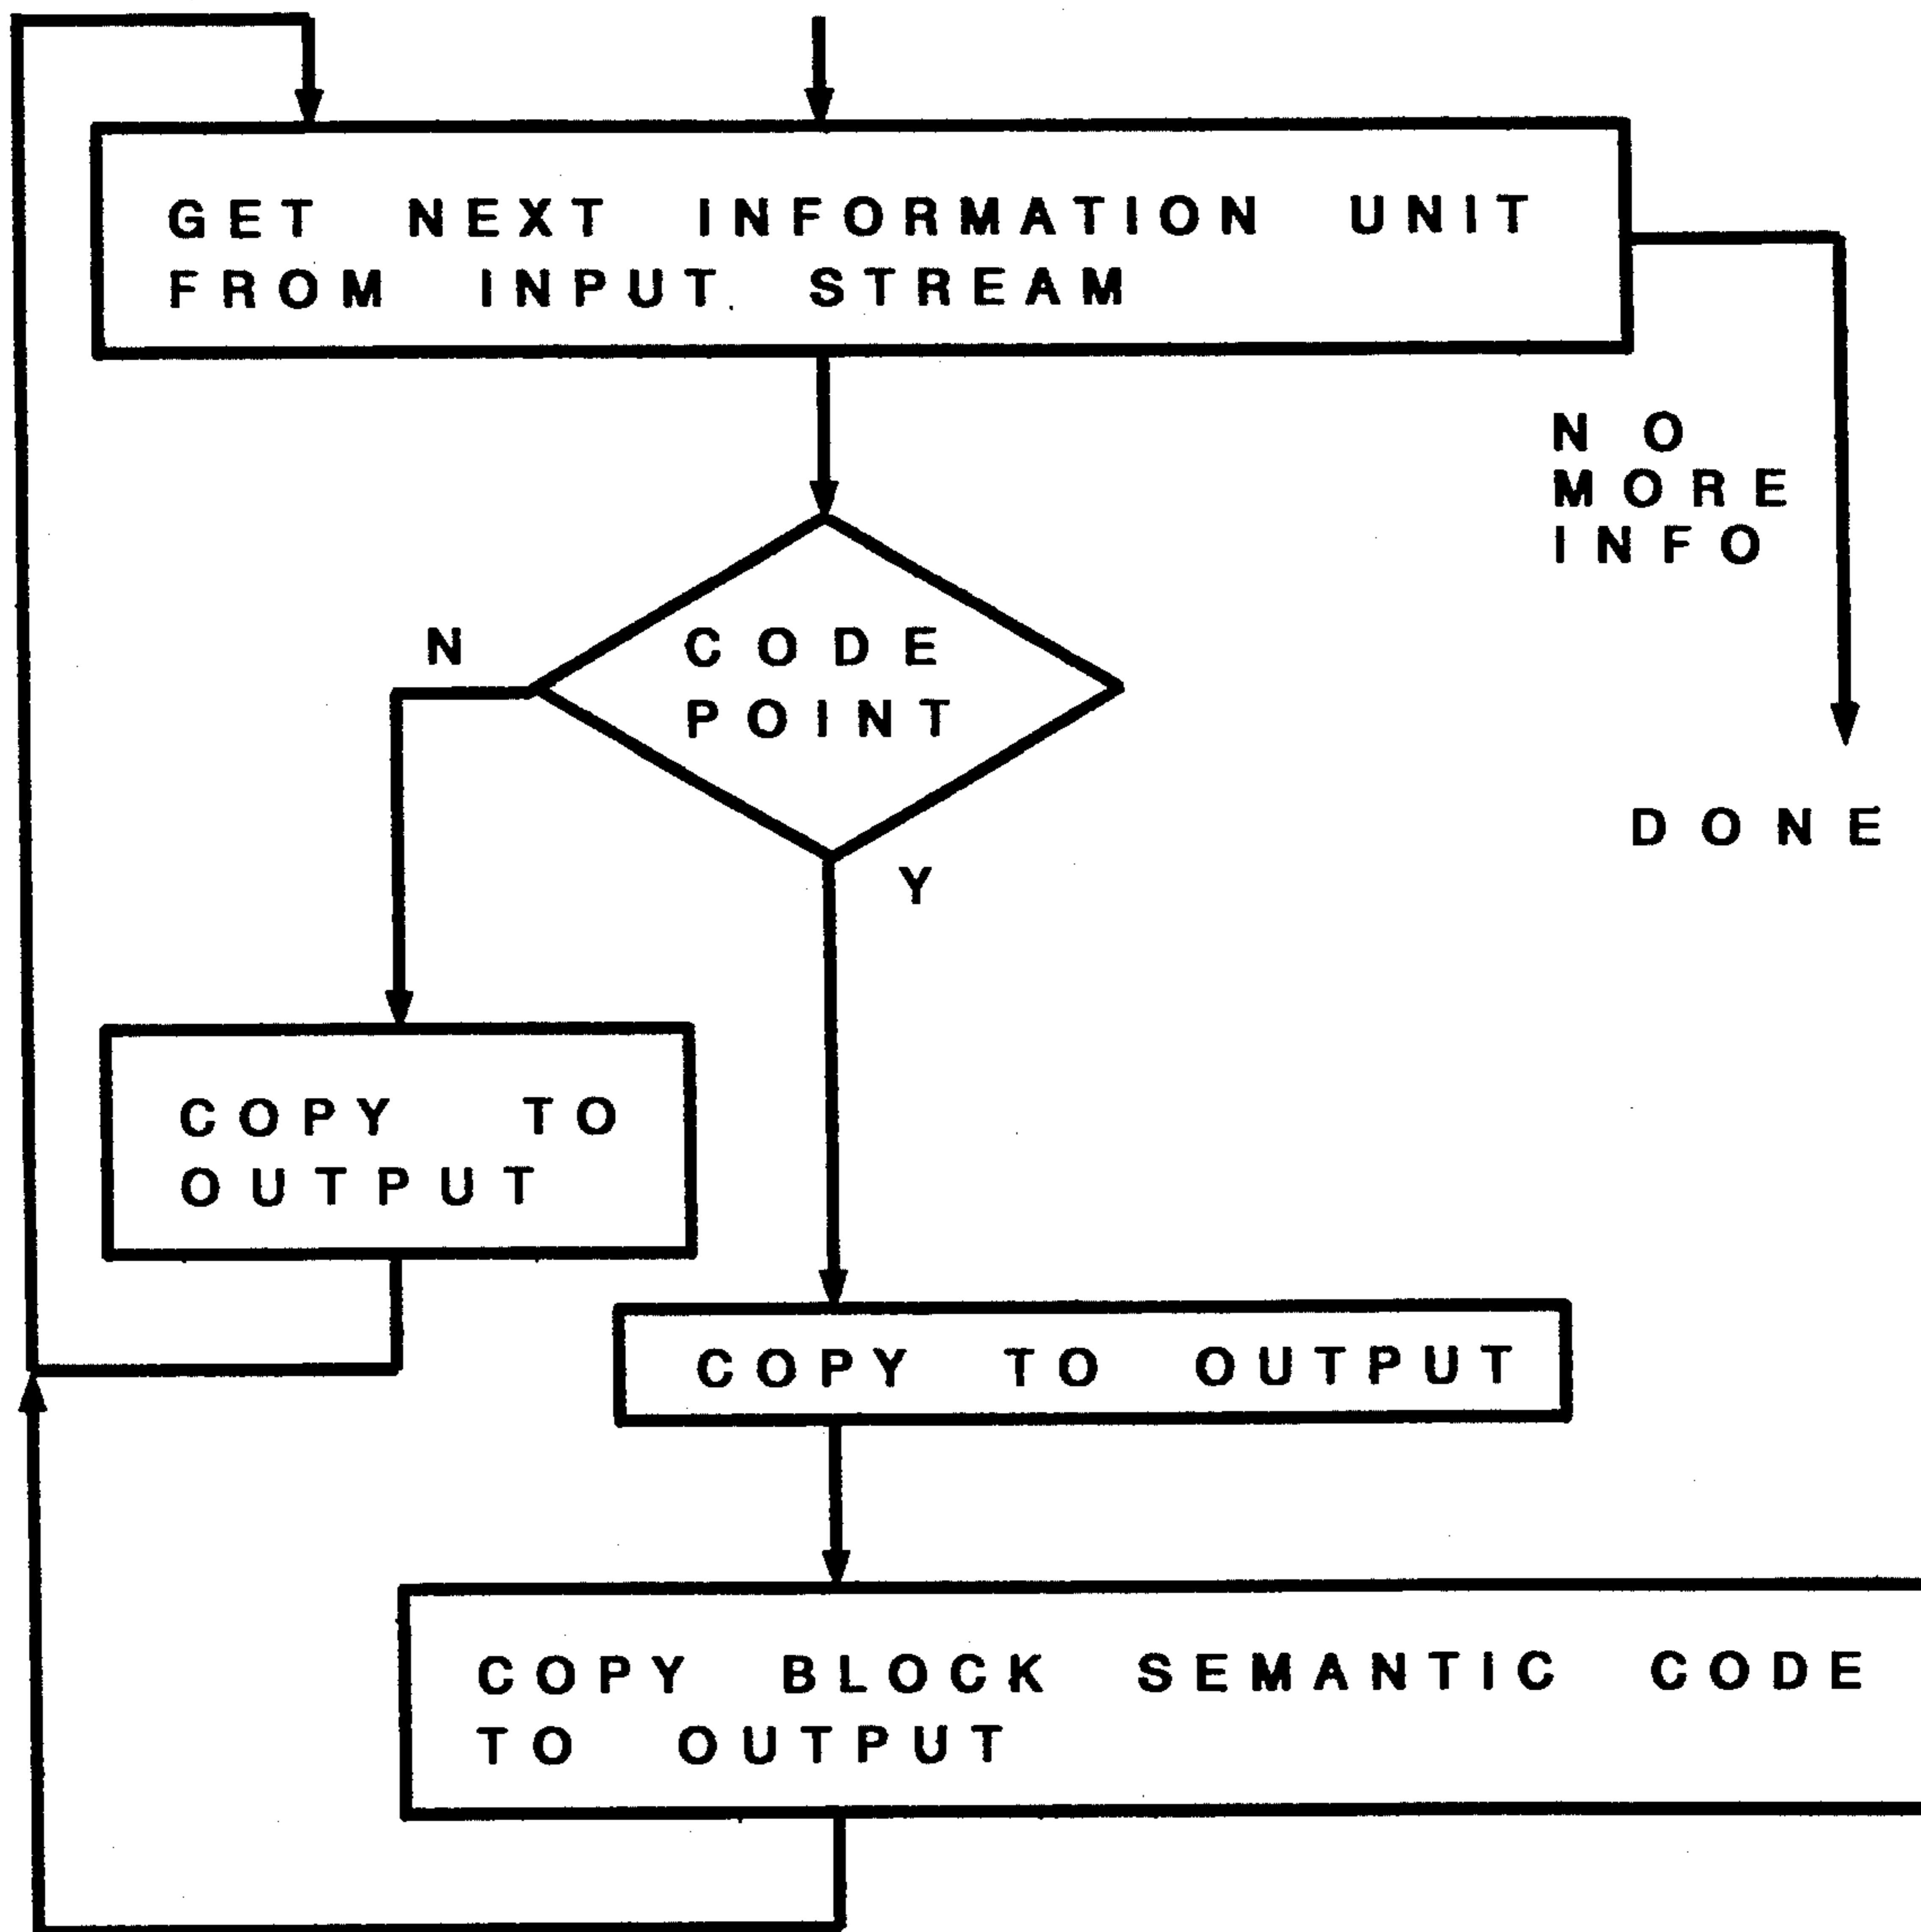 GET NEXT INFORMATION UNIT
FROM INPUT STREAM
NO
MORE
INFO
N
CODE
POINT
DONE
Y
COPY TO
OUTPUT
COPY TO OUTPUT
COPY BLOCK SEMANTIC CODE
TO OUTPUT